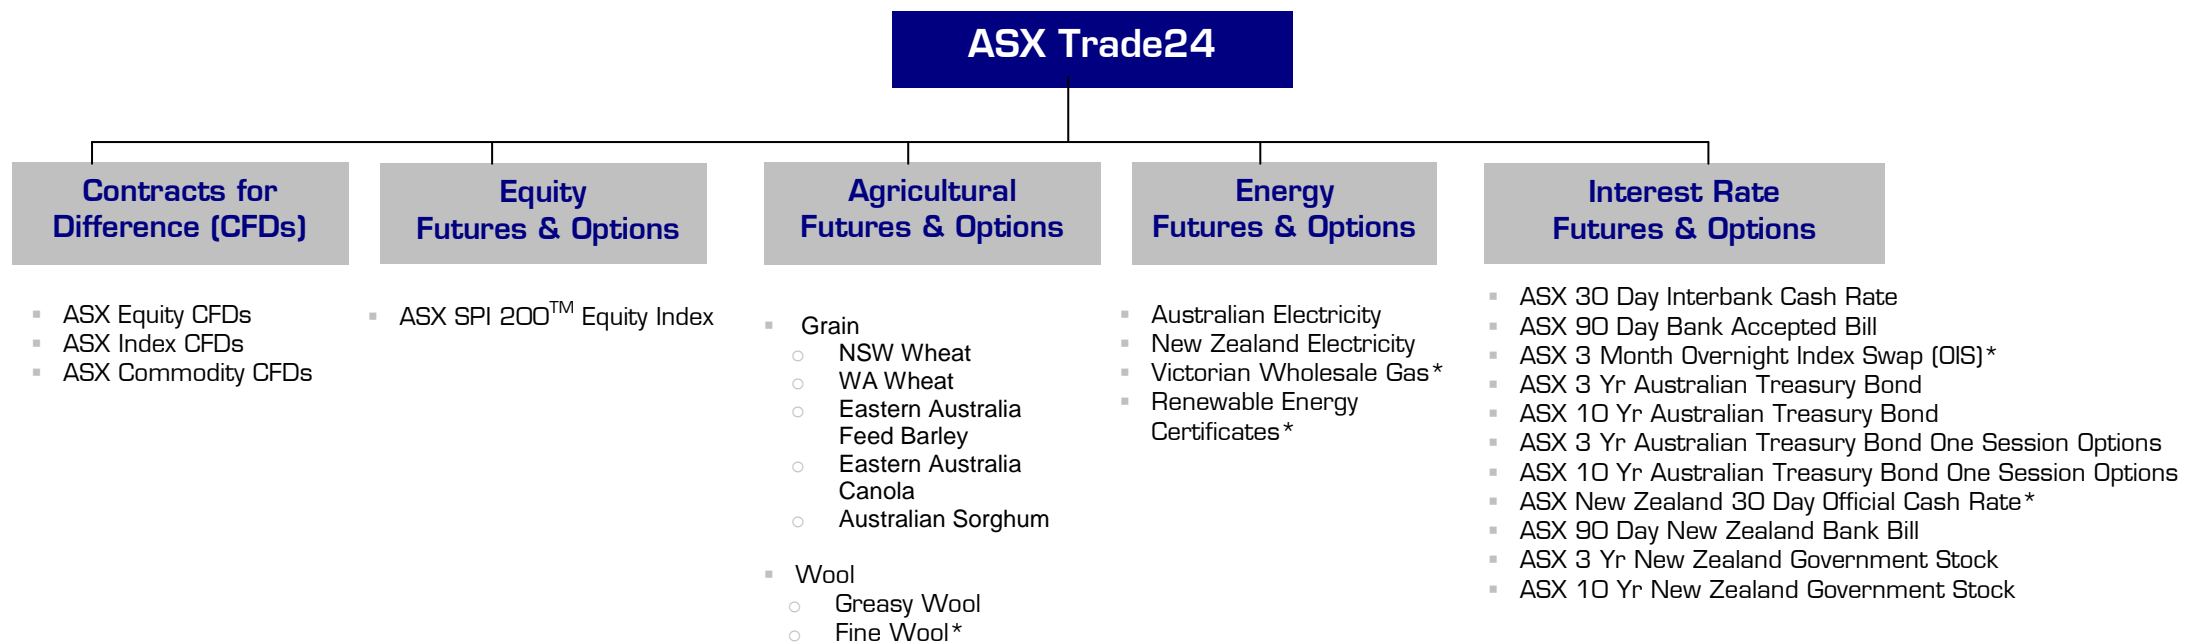 ASX Trade24
Contracts for
Difference (CFDs)
ASX Equity CFDs
ASX Index CFDs
ASX Commodity CFDs
Equity
Futures & Options
ASX SPI 200™ Equity Index
Agricultural
Futures & Options
Grain
NSW Wheat
WA Wheat
Eastern Australia
Feed Barley
Eastern Australia
Canola
Australian Sorghum
Wool
Greasy Wool
Fine Wool*
Energy
Futures & Options
Australian Electricity
New Zealand Electricity
Victorian Wholesale Gas*
Renewable Energy
Certificates*
Interest Rate
Futures & Options
ASX 30 Day Interbank Cash Rate
ASX 90 Day Bank Accepted Bill
ASX 3 Month Overnight Index Swap (OIS)*
ASX 3 Yr Australian Treasury Bond
ASX 10 Yr Australian Treasury Bond
ASX 3 Yr Australian Treasury Bond One Session Options
ASX 10 Yr Australian Treasury Bond One Session Options
ASX New Zealand 30 Day Official Cash Rate*
ASX 90 Day New Zealand Bank Bill
ASX 3 Yr New Zealand Government Stock
ASX 10 Yr New Zealand Government Stock